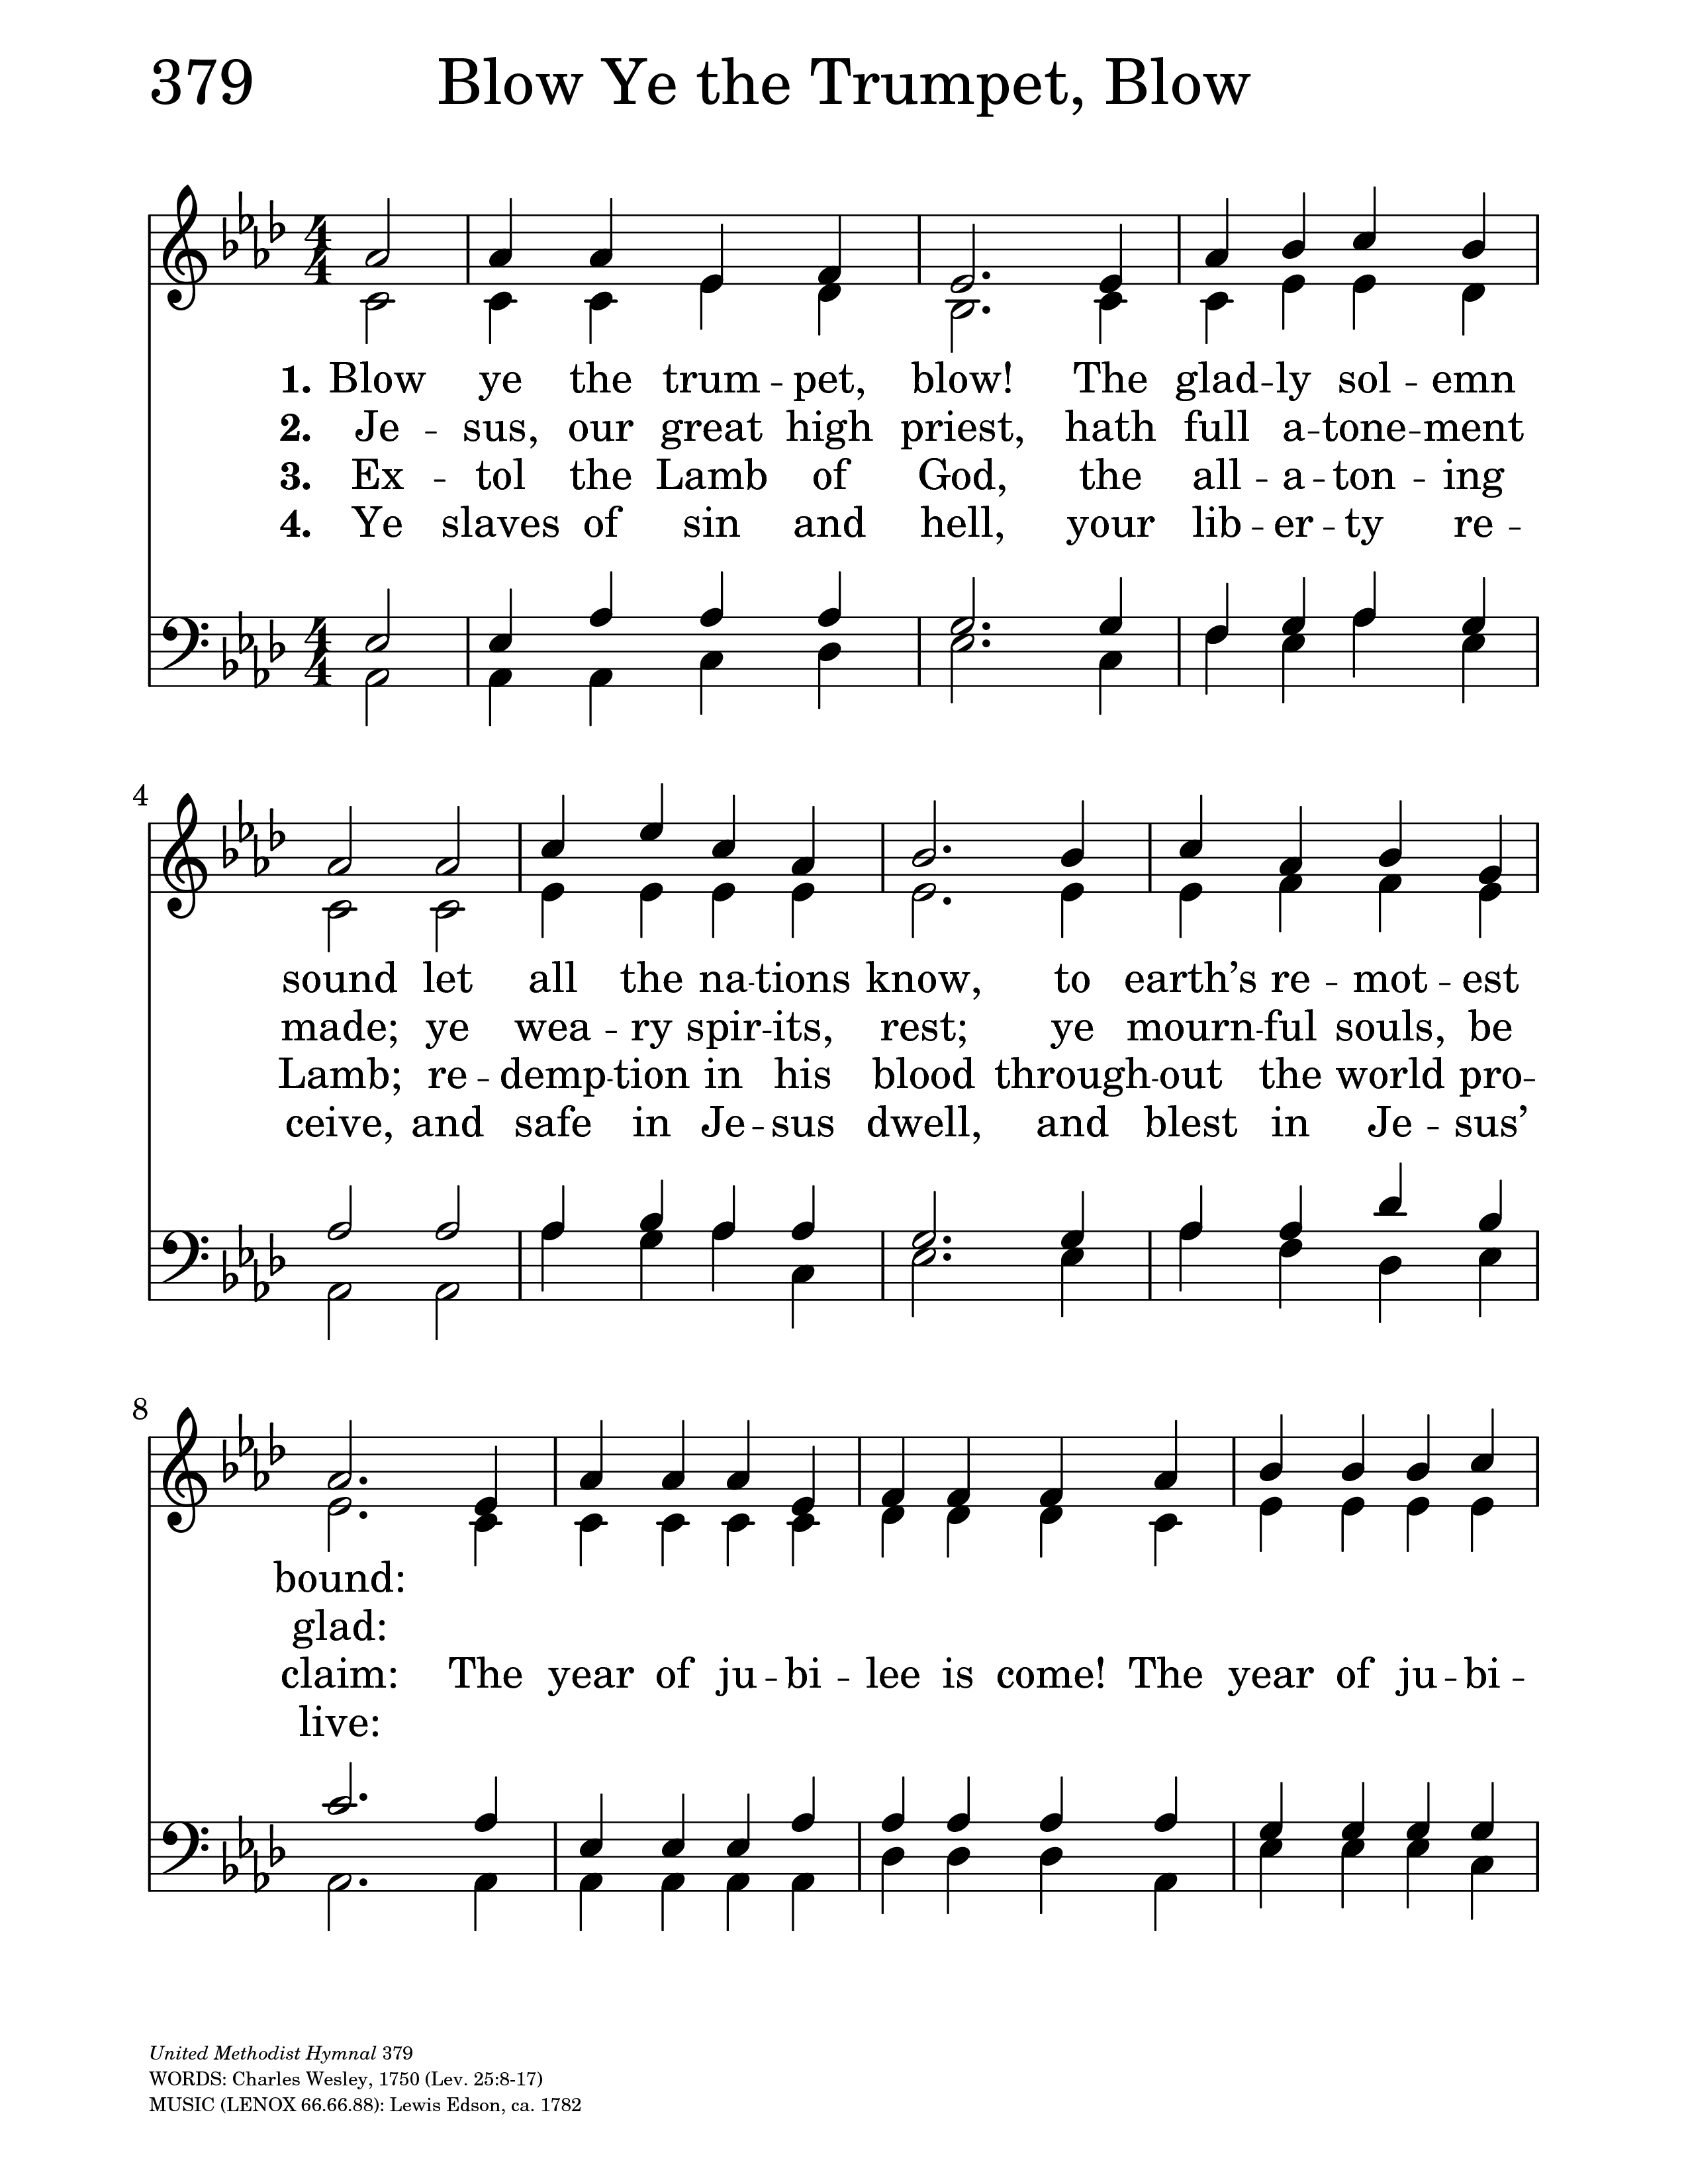 379 Blow Ye the Trumpet, Blow
4
4
1. Blow ye the trum - pet, blow! The glad - ly sol - emn
2. Je - sus, our great high priest, hath full a - tone - ment
3. Ex - tol the Lamb of God, the all - a - ton - ing
4. Ye slaves of sin and hell, your lib - er - ty re -
4
4
4
sound let all the na - tions know, to earth’s re - mot - est
made; ye wea - ry spir - its, rest; ye mourn - ful souls, be
Lamb; re - demp - tion in his blood through - out the world pro -
ceive, and safe in Je - sus dwell, and blest in Je - sus’
8
bound:
glad:
claim: The year of ju - bi - lee is come! The year of ju - bi -
live:
United Methodist Hymnal 379
WORDS: Charles Wesley, 1750 (Lev. 25:8-17)
MUSIC (LENOX 66.66.88): Lewis Edson, ca. 1782